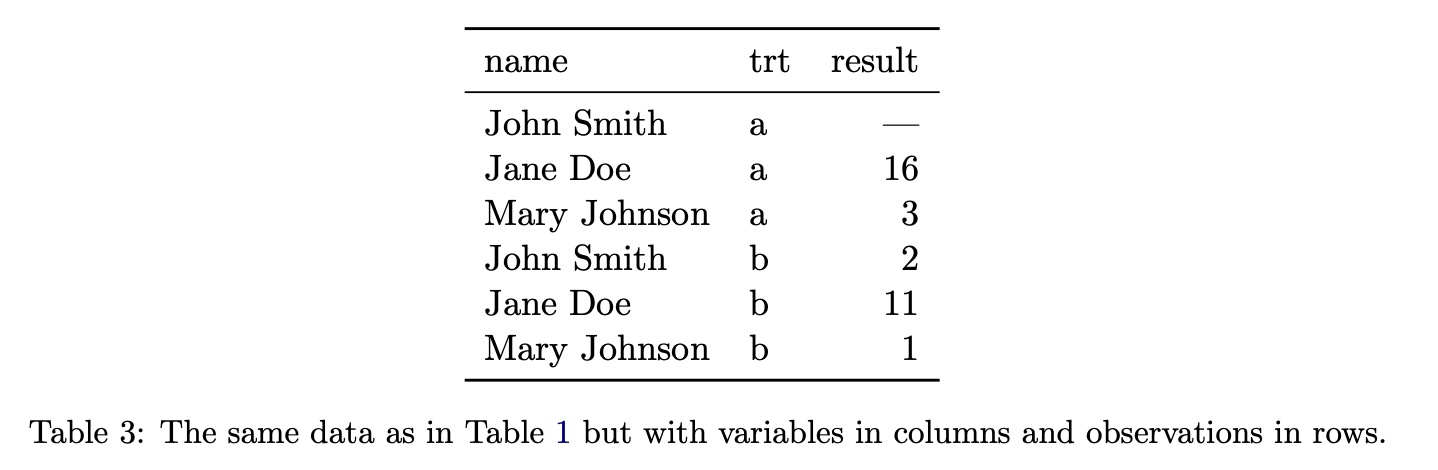 name trt result
John Smith a —
Jane Doe a 16
Mary Johnson a 3
John Smith b 2
Jane Doe b 11
Mary Johnson b 1
Table 3: The same data as in Table 1 but with variables in columns and observations in rows.